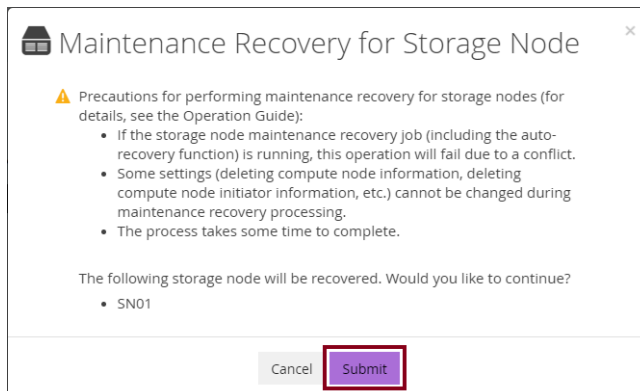 Maintenance Recovery for Storage Node
×
Precautions for performing maintenance recovery for storage nodes (for
details, see the Operation Guide):
• If the storage node maintenance recovery job (including the auto-
recovery function) is running, this operation will fail due to a conflict.
• Some settings (deleting compute node information, deleting
compute node initiator information, etc.) cannot be changed during
maintenance recovery processing.
• The process takes some time to complete.
The following storage node will be recovered. Would you like to continue?
• SN01
Cancel Submit